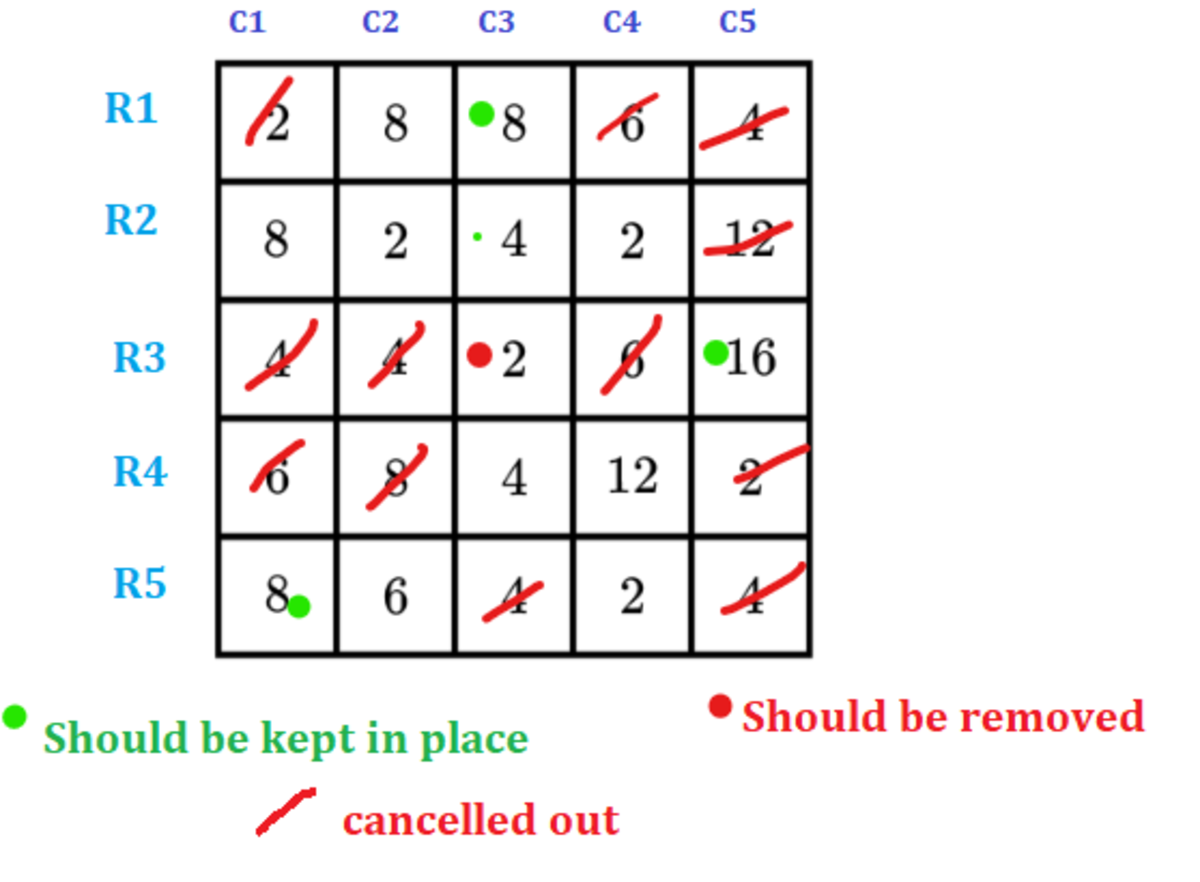 C1 C2 C3 C4 C5
R1 2 8 8 6 4
R2 8 2 4 2 12
R3 4 4 2 6 16
R4 6 8 4 12 2
R5 8 6 4 2 4
Should be kept in place Should be removed
cancelled out